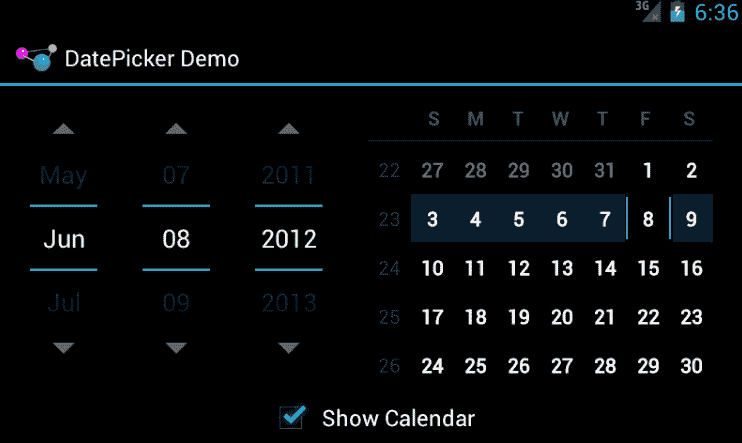 3G 6:36
DatePicker Demo
May 07 2011
Jun 08 2012
Jul 09 2013
S M T W T F S
22 27 28 29 30 31 1 2
23 3 4 5 6 7 8 9
24 10 11 12 13 14 15 16
25 17 18 19 20 21 22 23
26 24 25 26 27 28 29 30
Show Calendar